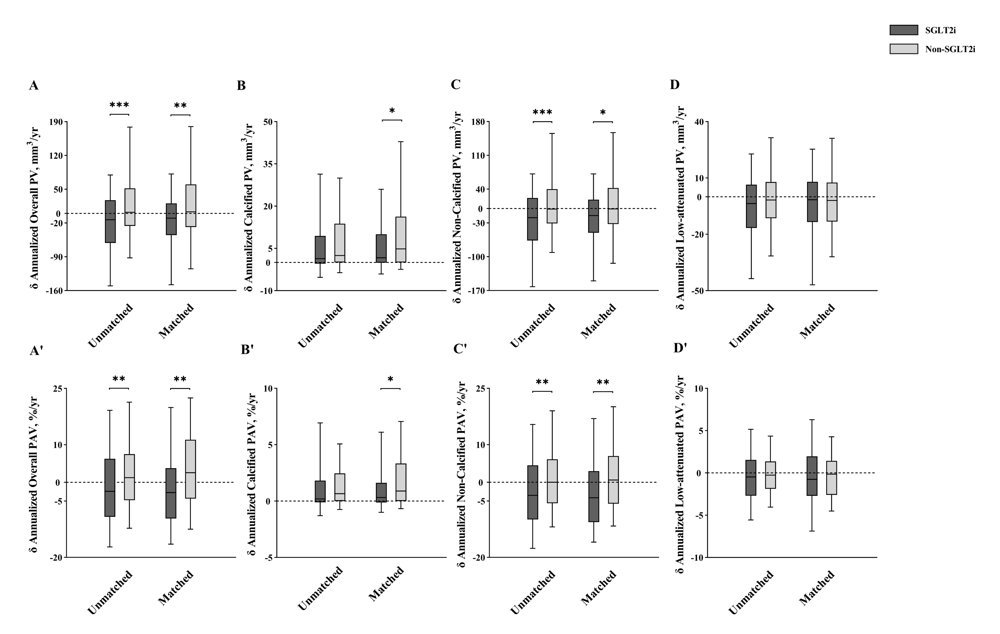 SGLT2i
Non-SGLT2i
A
δ Annualized Overall PV, mm³/yr
190
120
50
0
-20
-90
-160
***
**
Unmatched
Matched
B
δ Annualized Calcified PV, mm³/yr
50
35
20
5
0
-10
*
Unmatched
Matched
C
δ Annualized Non-Calcified PV, mm³/yr
180
110
40
0
-30
-100
-170
***
*
Unmatched
Matched
D
δ Annualized Low-attenuated PV, mm³/yr
40
10
0
-20
-50
Unmatched
Matched
A'
δ Annualized Overall PAV, %/yr
25
10
0
-5
-20
**
**
Unmatched
Matched
B'
δ Annualized Calcified PAV, %/yr
10
5
0
-5
*
Unmatched
Matched
C'
δ Annualized Non-Calcified PAV, %/yr
25
10
0
-5
-20
**
**
Unmatched
Matched
D'
δ Annualized Low-attenuated PAV, %/yr
10
5
0
-5
-10
Unmatched
Matched